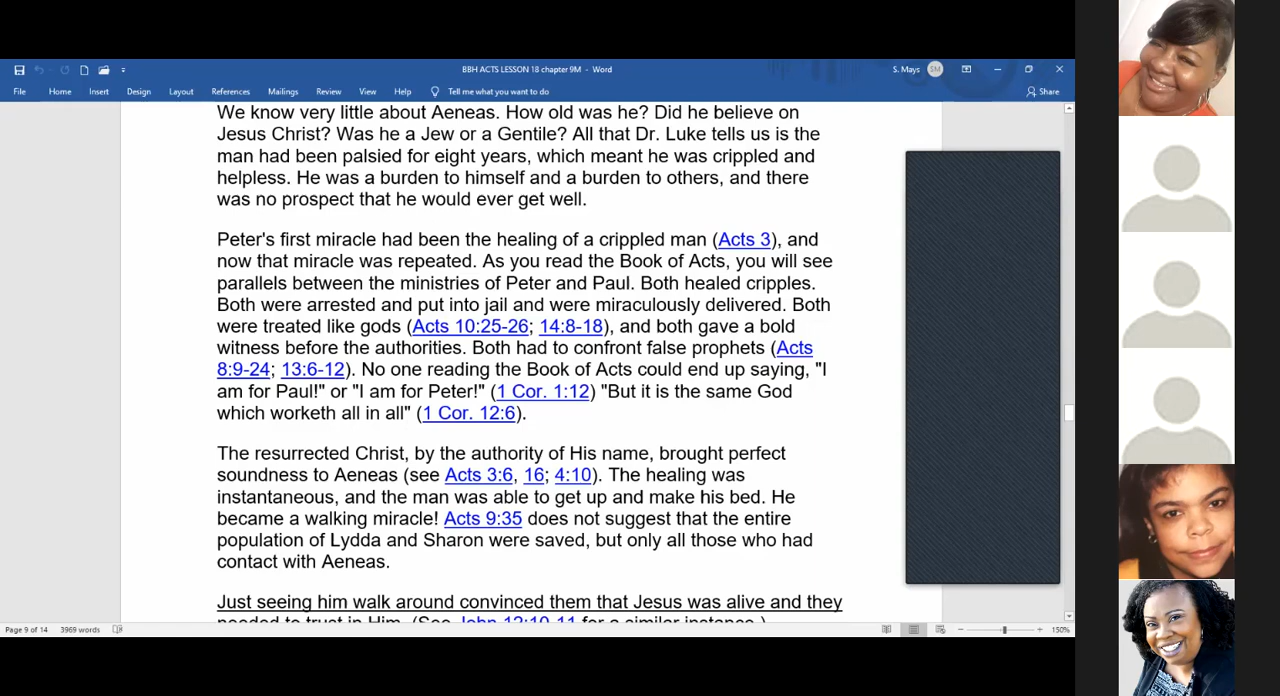 BBH ACTS LESSON 18 chapter 9M - Word
S. Mays SM
File Home Insert Design Layout References Mailings Review View Help Tell me what you want to do Share
We know very little about Aeneas. How old was he? Did he believe on
Jesus Christ? Was he a Jew or a Gentile? All that Dr. Luke tells us is the
man had been palsied for eight years, which meant he was crippled and
helpless. He was a burden to himself and a burden to others, and there
was no prospect that he would ever get well.
Peter's first miracle had been the healing of a crippled man (Acts 3), and
now that miracle was repeated. As you read the Book of Acts, you will see
parallels between the ministries of Peter and Paul. Both healed cripples.
Both were arrested and put into jail and were miraculously delivered. Both
were treated like gods (Acts 10:25-26; 14:8-18), and both gave a bold
witness before the authorities. Both had to confront false prophets (Acts
8:9-24; 13:6-12). No one reading the Book of Acts could end up saying, "I
am for Paul!" or "I am for Peter!" (1 Cor. 1:12) "But it is the same God
which worketh all in all" (1 Cor. 12:6).
The resurrected Christ, by the authority of His name, brought perfect
soundness to Aeneas (see Acts 3:6, 16; 4:10). The healing was
instantaneous, and the man was able to get up and make his bed. He
became a walking miracle! Acts 9:35 does not suggest that the entire
population of Lydda and Sharon were saved, but only all those who had
contact with Aeneas.
Just seeing him walk around convinced them that Jesus was alive and they
needed to trust in Him. (See John 12:10-11 for a similar instance.)
Page 9 of 14 3969 words 150%